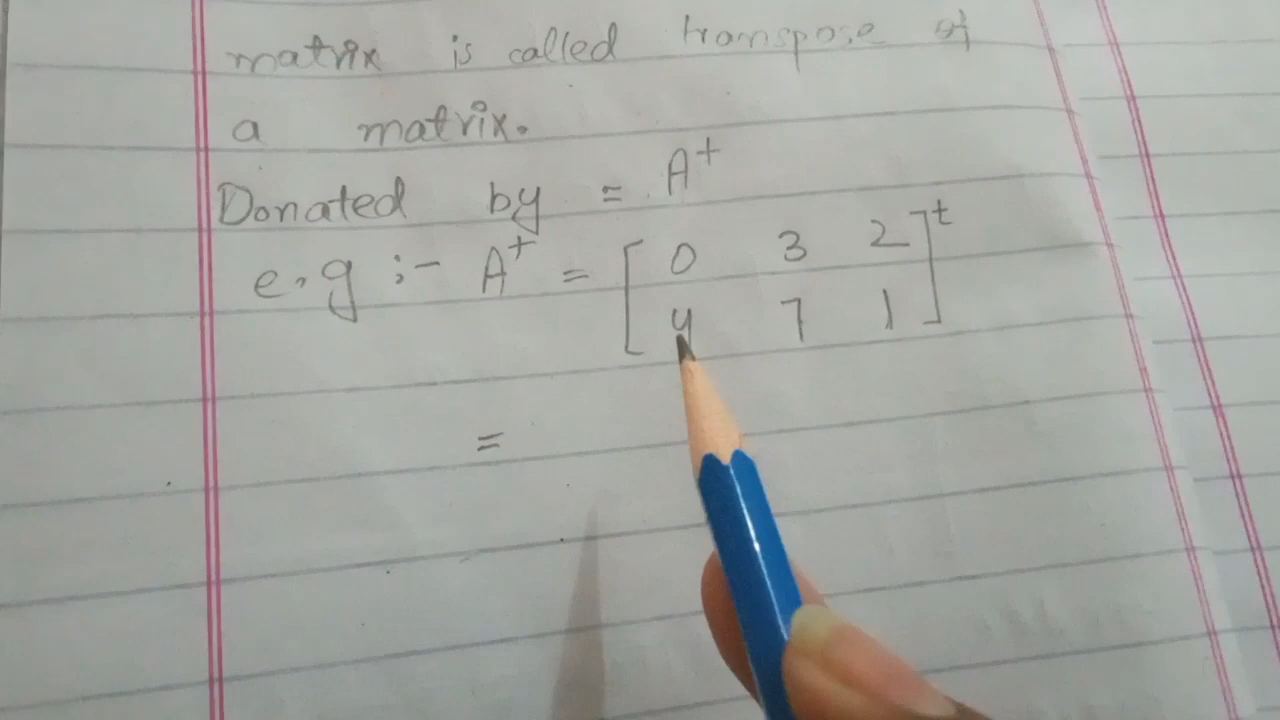 matrix is called transpose of
a matrix.
Donated by = A^t
e.g :- A^t = [0 3 2]^t
[4 7 1]
=